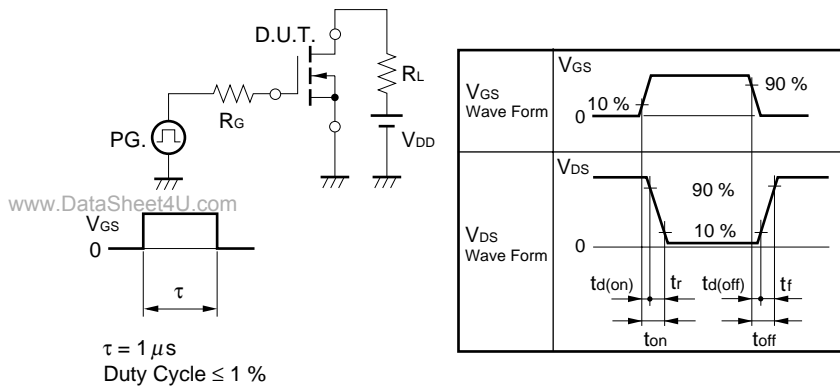 D.U.T.
RL
RG
PG.
VDD
www.DataSheet4U.com
VGS
0
τ
τ = 1 μs
Duty Cycle ≤ 1 %
VGS
Wave Form
VGS
10 %
90 %
0
VDS
Wave Form
VDS
90 %
10 %
0
td(on) tr td(off) tf
ton toff